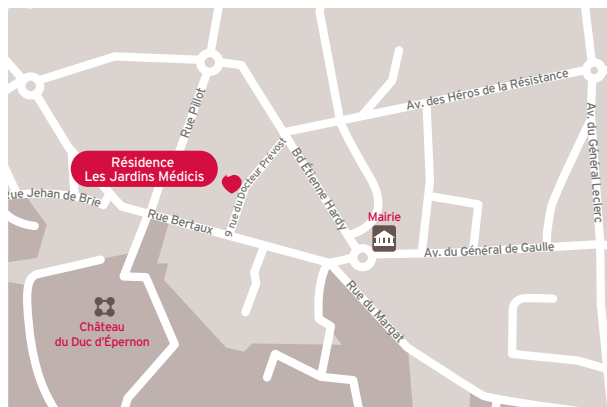 Av. des Héros de la Résistance
Rue Pillot
Av. du Général Leclerc
Résidence
Les Jardins Médicis
9 rue du Docteur Prévost
Bd Étienne Hardy
Rue Jehan de Brie
Rue Bertaux
Mairie
Av. du Général de Gaulle
Rue du Margat
Château
du Duc d'Épernon